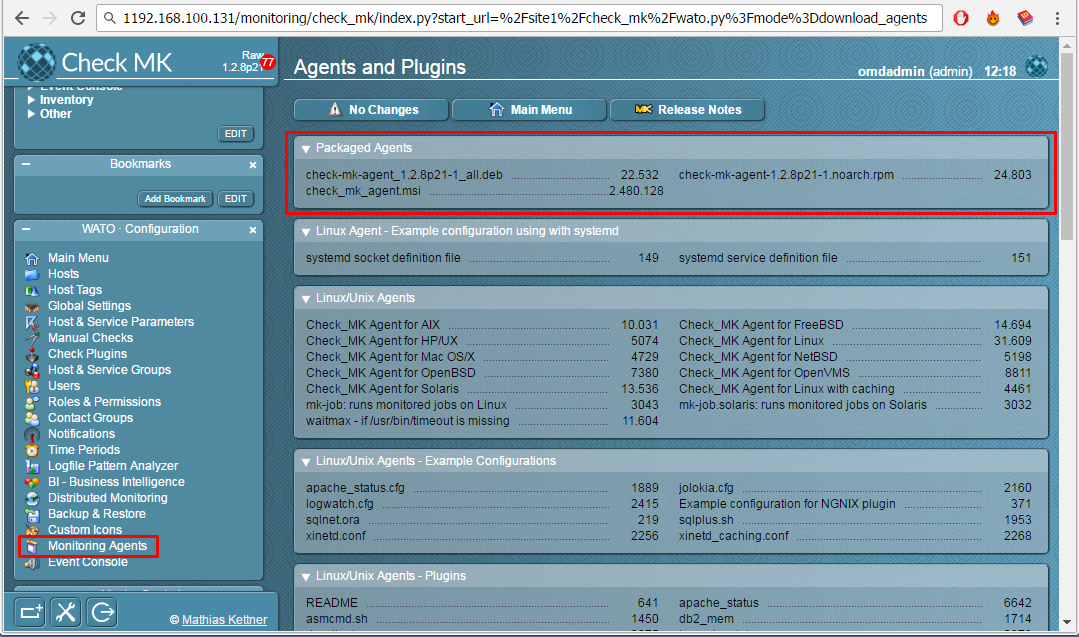 1192.168.100.131/monitoring/check_mk/index.py?start_url=%2Fsite1%2Fcheck_mk%2Fwato.py%3Fmode%3Ddownload_agents
Check MK
Raw
1.2.8p21
77
Agents and Plugins
omdadmin (admin) 12:18
Event Console
Inventory
Other
EDIT
Bookmarks
Add Bookmark EDIT
WATO · Configuration
Main Menu
Hosts
Host Tags
Global Settings
Host & Service Parameters
Manual Checks
Check Plugins
Host & Service Groups
Users
Roles & Permissions
Contact Groups
Notifications
Time Periods
Logfile Pattern Analyzer
BI - Business Intelligence
Distributed Monitoring
Backup & Restore
Custom Icons
Monitoring Agents
Event Console
© Mathias Kettner
No Changes Main Menu Release Notes
Packaged Agents
check-mk-agent_1.2.8p21-1_all.deb 22.532 check-mk-agent-1.2.8p21-1.noarch.rpm 24.803
check_mk_agent.msi 2.480.128
Linux Agent - Example configuration using with systemd
systemd socket definition file 149 systemd service definition file 151
Linux/Unix Agents
Check_MK Agent for AIX 10.031 Check_MK Agent for FreeBSD 14.694
Check_MK Agent for HP/UX 5074 Check_MK Agent for Linux 31.609
Check_MK Agent for Mac OS/X 4729 Check_MK Agent for NetBSD 5198
Check_MK Agent for OpenBSD 7380 Check_MK Agent for OpenVMS 8811
Check_MK Agent for Solaris 13.536 Check_MK Agent for Linux with caching 4461
mk-job: runs monitored jobs on Linux 3043 mk-job.solaris: runs monitored jobs on Solaris 3032
waitmax - if /usr/bin/timeout is missing 11.604
Linux/Unix Agents - Example Configurations
apache_status.cfg 1889 jolokia.cfg 2160
logwatch.cfg 2415 Example configuration for NGNIX plugin 371
sqlnet.ora 219 sqlplus.sh 1953
xinetd.conf 2256 xinetd_caching.conf 2268
Linux/Unix Agents - Plugins
README 641 apache_status 6642
asmcmd.sh 1450 db2_mem 1714